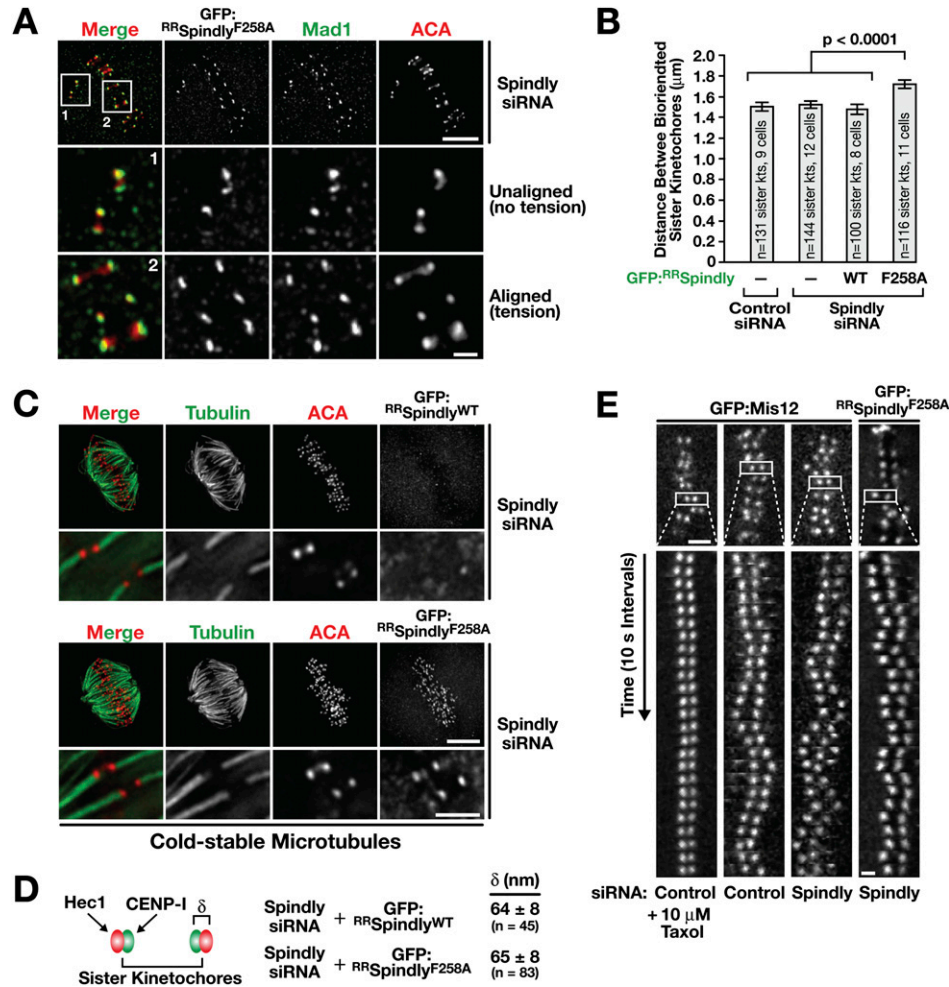 A
Merge
GFP:
RRSpindlyF258A
Mad1
ACA
Spindly
siRNA
1
2
1
Unaligned
(no tension)
2
Aligned
(tension)
B
p < 0.0001
Distance Betwee Bioriendted
Sister Kinetochores (μm)
2.0
1.8
1.6
1.4
1.2
1.0
0.8
0.6
0.4
0.2
0
n=131 sister kts, 9 cells
n=144 sister kts, 12 cells
n=100 sister kts, 8 cells
n=116 sister kts, 11 cells
GFP:RRSpindly
– – WT F258A
Control
siRNA
Spindly
siRNA
C
Merge
Tubulin
ACA
GFP:
RRSpindlyWT
Spindly
siRNA
Merge
Tubulin
ACA
GFP:
RRSpindlyF258A
Spindly
siRNA
Cold-stable Microtubules
D
Hec1
CENP-I
δ
Sister Kinetochores
δ (nm)
Spindly
siRNA
+
GFP:
RRSpindlyWT
64 ± 8
(n = 45)
Spindly
siRNA
+
GFP:
RRSpindlyF258A
65 ± 8
(n = 83)
E
GFP:Mis12
GFP:
RRSpindlyF258A
Time (10 s Intervals)
siRNA: Control Control Spindly Spindly
+ 10 μM
Taxol